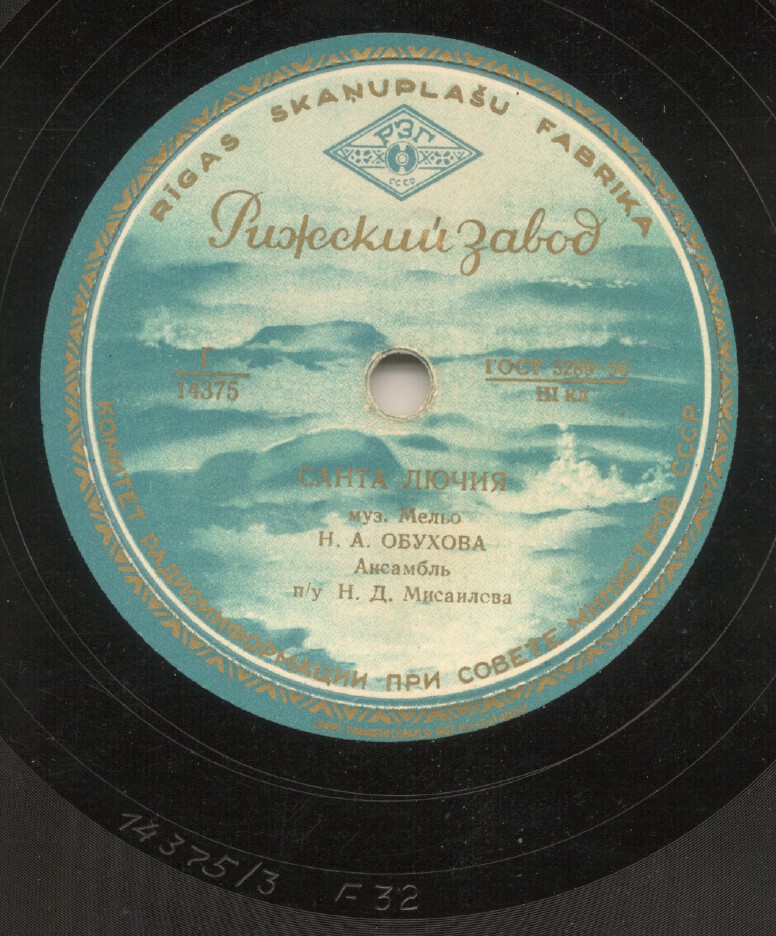 RĪGAS SKAŅUPLAŠU FABRIKA
РЗГ
СССР
Рижский завод
Г
14375
ГОСТ 5289-50
III кл
САНТА ЛЮЧИЯ
муз. Мельо
Н. А. ОБУХОВА
Ансамбль
п/у Н. Д. Мисаилова
КОМИТЕТ РАДИОИНФОРМАЦИИ ПРИ СОВЕТЕ МИНИСТРОВ СССР
14375/3 F 32